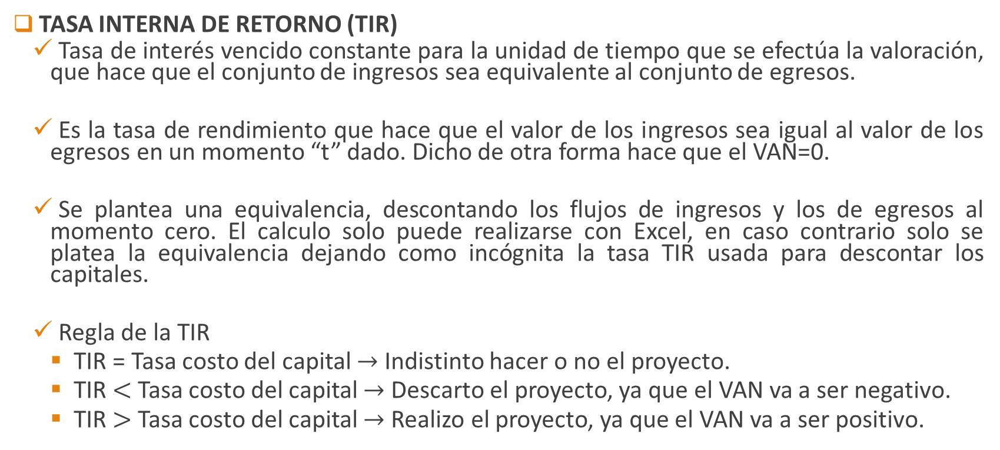 TASA INTERNA DE RETORNO (TIR)
Tasa de interés vencido constante para la unidad de tiempo que se efectúa la valoración,
que hace que el conjunto de ingresos sea equivalente al conjunto de egresos.
Es la tasa de rendimiento que hace que el valor de los ingresos sea igual al valor de los
egresos en un momento “t” dado. Dicho de otra forma hace que el VAN=0.
Se plantea una equivalencia, descontando los flujos de ingresos y los de egresos al
momento cero. El calculo solo puede realizarse con Excel, en caso contrario solo se
platea la equivalencia dejando como incógnita la tasa TIR usada para descontar los
capitales.
Regla de la TIR
TIR = Tasa costo del capital → Indistinto hacer o no el proyecto.
TIR < Tasa costo del capital → Descarto el proyecto, ya que el VAN va a ser negativo.
TIR > Tasa costo del capital → Realizo el proyecto, ya que el VAN va a ser positivo.